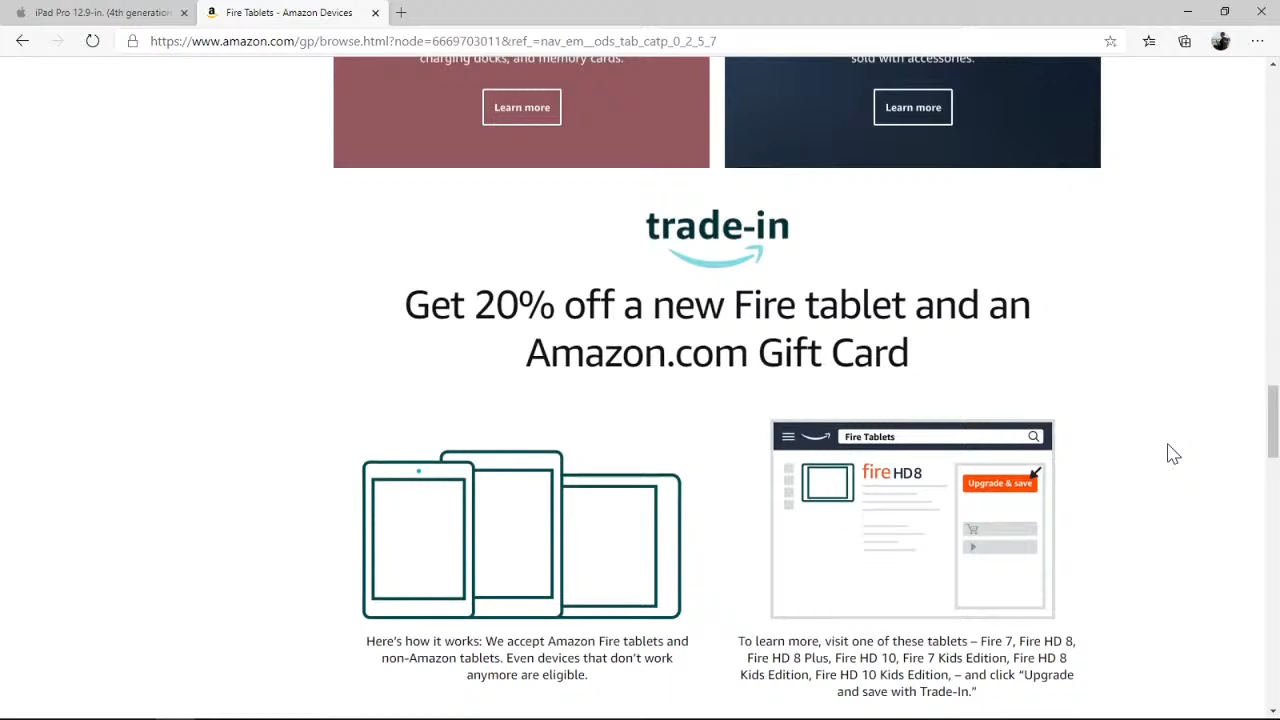 iPad Pro 12.9-in. (4th generation
Fire Tablets - Amazon Devices
https://www.amazon.com/gp/browse.html?node=6669703011&ref_=nav_em__ods_tab_catp_0_2_5_7
charging docks, and memory cards.
sold with accessories.
Learn more
Learn more
trade-in
Get 20% off a new Fire tablet and an
Amazon.com Gift Card
Fire Tablets
fire HD8
Upgrade & save
Here's how it works: We accept Amazon Fire tablets and
non-Amazon tablets. Even devices that don't work
anymore are eligible.
To learn more, visit one of these tablets – Fire 7, Fire HD 8,
Fire HD 8 Plus, Fire HD 10, Fire 7 Kids Edition, Fire HD 8
Kids Edition, Fire HD 10 Kids Edition, – and click “Upgrade
and save with Trade-In.”